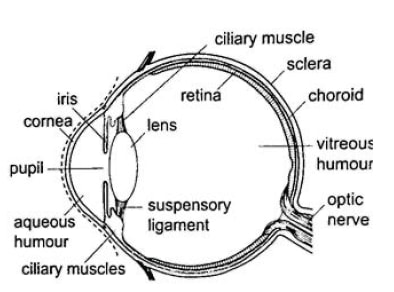 ciliary muscle
sclera
iris
retina
choroid
cornea
lens
vitreous
humour
pupil
optic
nerve
suspensory
ligament
aqueous
humour
ciliary muscles